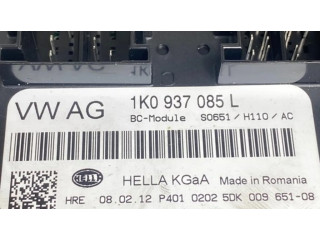 VW AG 1K0 937 085 L
BC-Module S0651 / H110 / AC
HELLA
HELLA KGaA Made in Romania
HRE 08.02.12 P401 0202 5DK 009 651-08